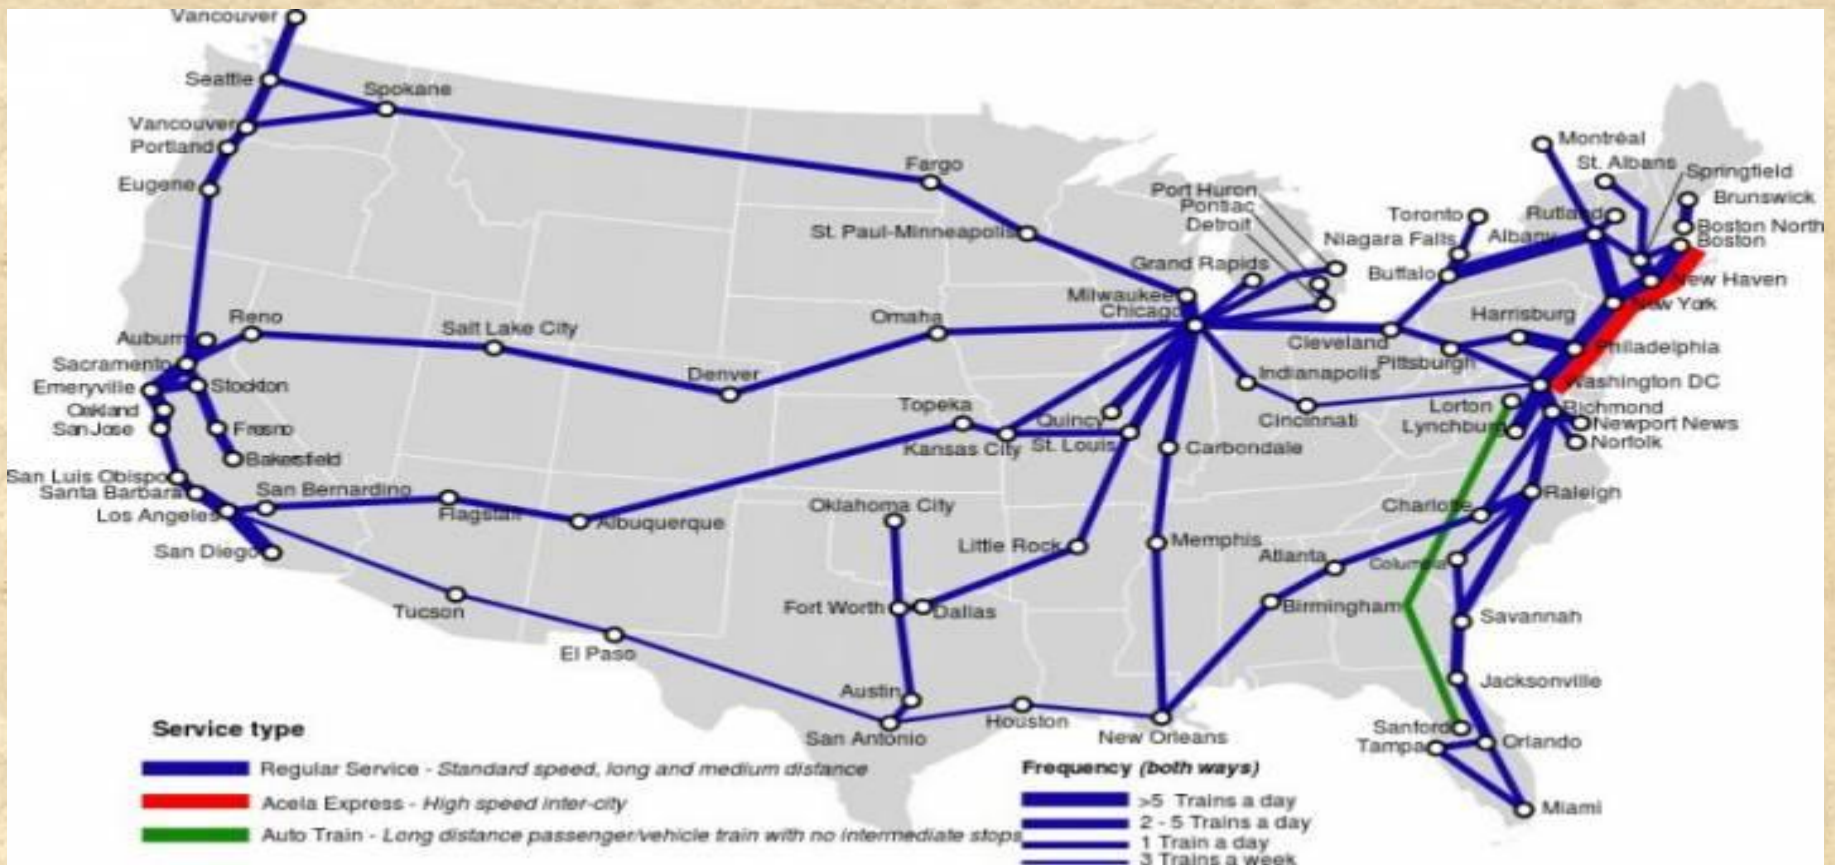 Vancouver
Seattle
Spokane
Vancouver
Portland
Eugene
Fargo
St. Paul-Minneapolis
Montréal
St. Albans
Springfield
Brunswick
Port Huron
Pontiac
Detroit
Toronto
Rutland
Boston North
Niagara Falls
Albany
Boston
Grand Rapids
Buffalo
New Haven
Milwaukee
Chicago
New York
Harrisburg
Auburn
Reno
Salt Lake City
Omaha
Cleveland
Pittsburgh
Philadelphia
Sacramento
Emeryville
Stockton
Denver
Indianapolis
Washington DC
Oakland
San Jose
Fresno
Topeka
Quincy
Cincinnati
Lorton
Richmond
Lynchburg
Newport News
Norfolk
Bakersfield
Kansas City
St. Louis
Carbondale
San Luis Obispo
Santa Barbara
San Bernardino
Los Angeles
Flagstaff
Albuquerque
Oklahoma City
Charlotte
Raleigh
San Diego
Little Rock
Memphis
Atlanta
Columbia
Tucson
Fort Worth
Dallas
Birmingham
Savannah
El Paso
Austin
Jacksonville
San Antonio
Houston
New Orleans
Sanford
Tampa
Orlando
Miami
Service type
Regular Service - Standard speed, long and medium distance
Acela Express - High speed inter-city
Auto Train - Long distance passenger/vehicle train with no intermediate stops
Frequency (both ways)
>5 Trains a day
2 - 5 Trains a day
1 Train a day
3 Trains a week